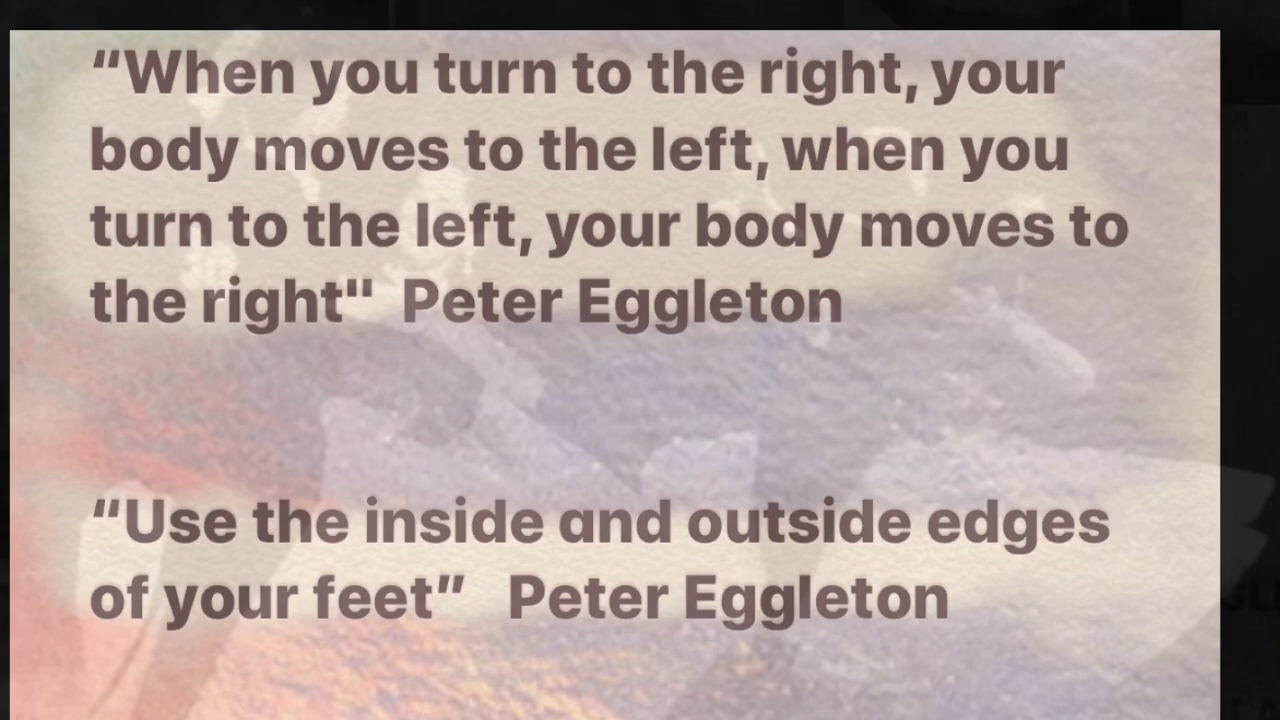 “When you turn to the right, your
body moves to the left, when you
turn to the left, your body moves to
the right"  Peter Eggleton
“Use the inside and outside edges
of your feet”   Peter Eggleton